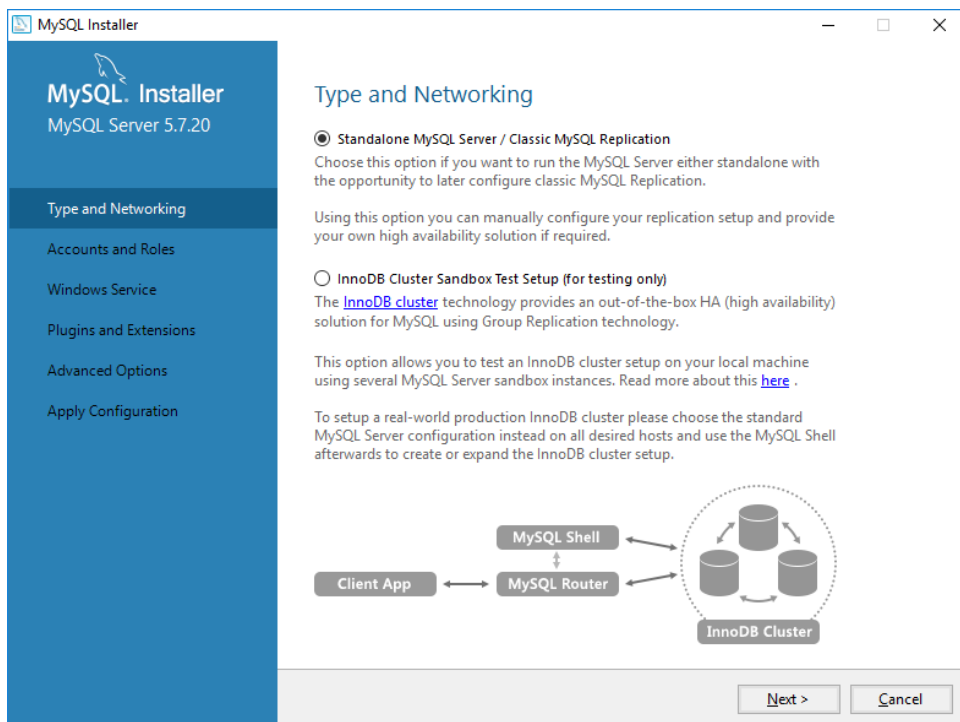 MySQL Installer
MySQL. Installer
MySQL Server 5.7.20
Type and Networking
Accounts and Roles
Windows Service
Plugins and Extensions
Advanced Options
Apply Configuration
Type and Networking
Standalone MySQL Server / Classic MySQL Replication
Choose this option if you want to run the MySQL Server either standalone with
the opportunity to later configure classic MySQL Replication.
Using this option you can manually configure your replication setup and provide
your own high availability solution if required.
InnoDB Cluster Sandbox Test Setup (for testing only)
The InnoDB cluster technology provides an out-of-the-box HA (high availability)
solution for MySQL using Group Replication technology.
This option allows you to test an InnoDB cluster setup on your local machine
using several MySQL Server sandbox instances. Read more about this here .
To setup a real-world production InnoDB cluster please choose the standard
MySQL Server configuration instead on all desired hosts and use the MySQL Shell
afterwards to create or expand the InnoDB cluster setup.
MySQL Shell
Client App
MySQL Router
InnoDB Cluster
Next >
Cancel